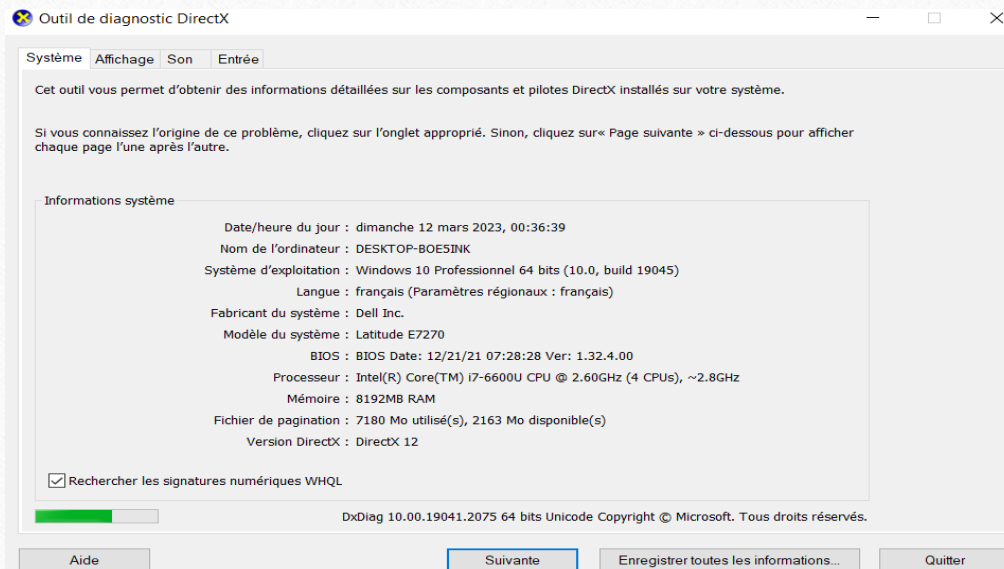 Outil de diagnostic DirectX
Système Affichage Son Entrée
Cet outil vous permet d'obtenir des informations détaillées sur les composants et pilotes DirectX installés sur votre système.
Si vous connaissez l'origine de ce problème, cliquez sur l'onglet approprié. Sinon, cliquez sur« Page suivante » ci-dessous pour afficher
chaque page l'une après l'autre.
Informations système
Date/heure du jour : dimanche 12 mars 2023, 00:36:39
Nom de l'ordinateur : DESKTOP-BOE5INK
Système d'exploitation : Windows 10 Professionnel 64 bits (10.0, build 19045)
Langue : français (Paramètres régionaux : français)
Fabricant du système : Dell Inc.
Modèle du système : Latitude E7270
BIOS : BIOS Date: 12/21/21 07:28:28 Ver: 1.32.4.00
Processeur : Intel(R) Core(TM) i7-6600U CPU @ 2.60GHz (4 CPUs), ~2.8GHz
Mémoire : 8192MB RAM
Fichier de pagination : 7180 Mo utilisé(s), 2163 Mo disponible(s)
Version DirectX : DirectX 12
Rechercher les signatures numériques WHQL
DxDiag 10.00.19041.2075 64 bits Unicode Copyright © Microsoft. Tous droits réservés.
Aide Suivante Enregistrer toutes les informations... Quitter